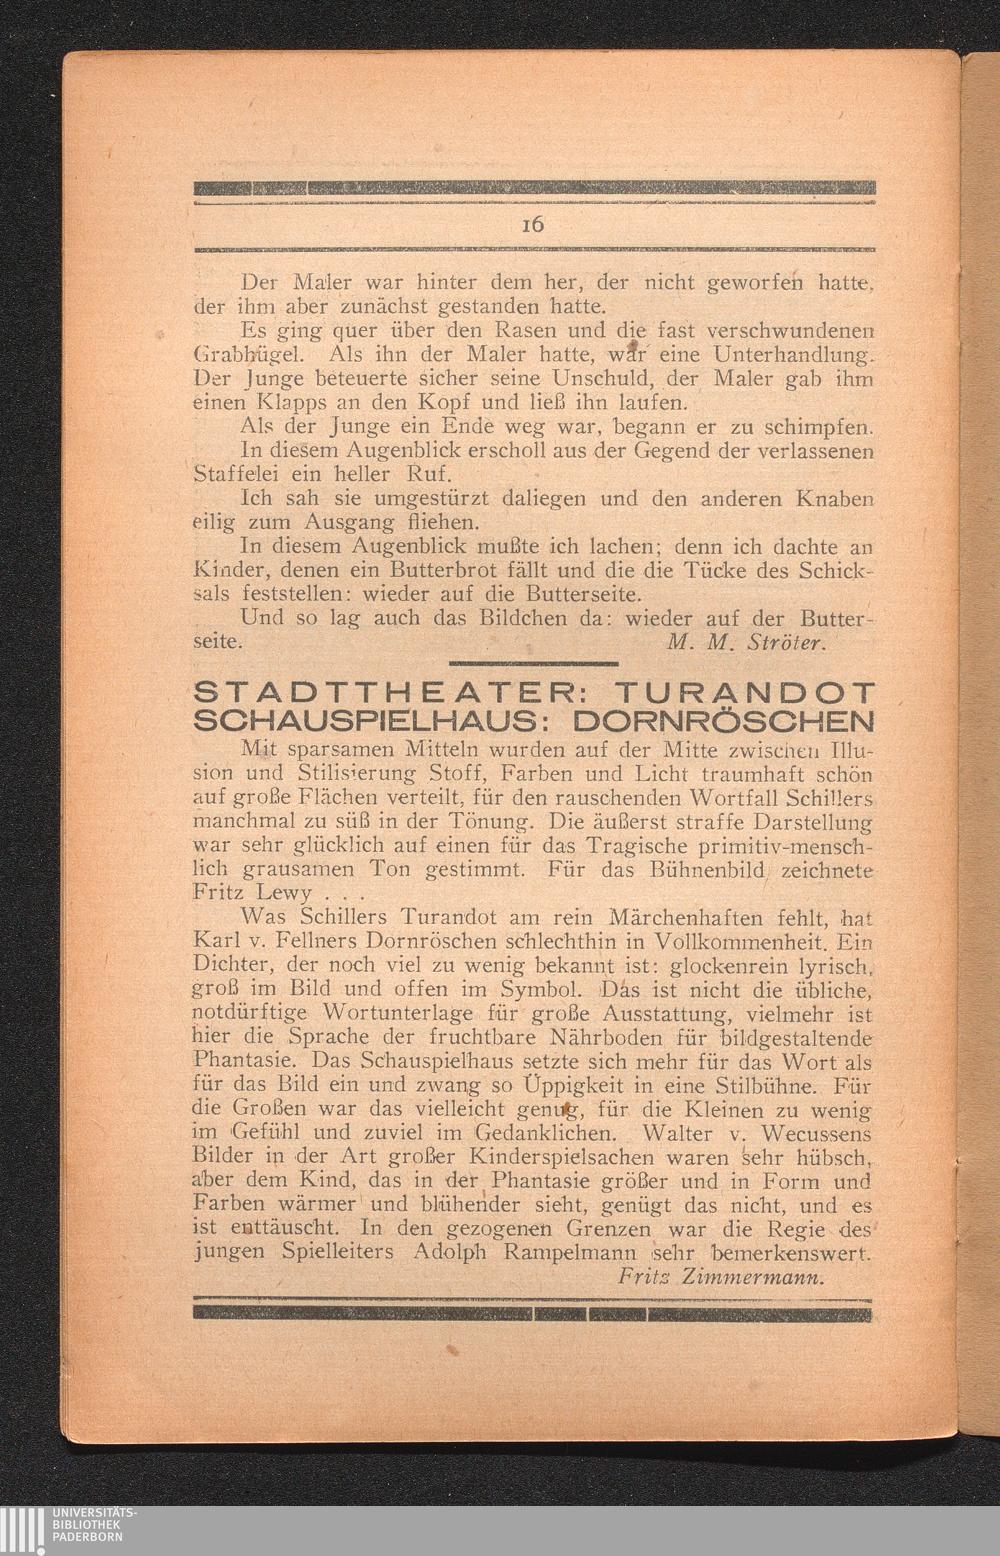 16
Der Maler war hinter dem her, der nicht geworfen hatte,
der ihm aber zunächst gestanden hatte.
Es ging quer über den Rasen und die fast verschwundenen
Grabhügel. Als ihn der Maler hatte, war eine Unterhandlung.
Der Junge beteuerte sicher seine Unschuld, der Maler gab ihm
einen Klapps an den Kopf und ließ ihn laufen.
Als der Junge ein Ende weg war, begann er zu schimpfen.
In diesem Augenblick erscholl aus der Gegend der verlassenen
Staffelei ein heller Ruf.
Ich sah sie umgestürzt daliegen und den anderen Knaben
eilig zum Ausgang fliehen.
In diesem Augenblick mußte ich lachen; denn ich dachte an
Kinder, denen ein Butterbrot fällt und die die Tücke des Schick-
sals feststellen: wieder auf die Butterseite.
Und so lag auch das Bildchen da: wieder auf der Butter-
seite. M. M. Ströter.
STADTTHEATER: TURANDOT
SCHAUSPIELHAUS: DORNRÖSCHEN
Mit sparsamen Mitteln wurden auf der Mitte zwischen Illu-
sion und Stilisierung Stoff, Farben und Licht traumhaft schön
auf große Flächen verteilt, für den rauschenden Wortfall Schillers
manchmal zu süß in der Tönung. Die äußerst straffe Darstellung
war sehr glücklich auf einen für das Tragische primitiv-mensch-
lich grausamen Ton gestimmt. Für das Bühnenbild zeichnete
Fritz Lewy . . .
Was Schillers Turandot am rein Märchenhaften fehlt, hat
Karl v. Fellners Dornröschen schlechthin in Vollkommenheit. Ein
Dichter, der noch viel zu wenig bekannt ist: glockenrein lyrisch,
groß im Bild und offen im Symbol. Das ist nicht die übliche,
notdürftige Wortunterlage für große Ausstattung, vielmehr ist
hier die Sprache der fruchtbare Nährboden für bildgestaltende
Phantasie. Das Schauspielhaus setzte sich mehr für das Wort als
für das Bild ein und zwang so Üppigkeit in eine Stilbühne. Für
die Großen war das vielleicht genug, für die Kleinen zu wenig
im Gefühl und zuviel im Gedanklichen. Walter v. Wecussens
Bilder in der Art großer Kinderspielsachen waren sehr hübsch,
aber dem Kind, das in der Phantasie größer und in Form und
Farben wärmer und blühender sieht, genügt das nicht, und es
ist enttäuscht. In den gezogenen Grenzen war die Regie des
jungen Spielleiters Adolph Rampelmann sehr bemerkenswert.
Fritz Zimmermann.
UNIVERSITÄTS-
BIBLIOTHEK
PADERBORN